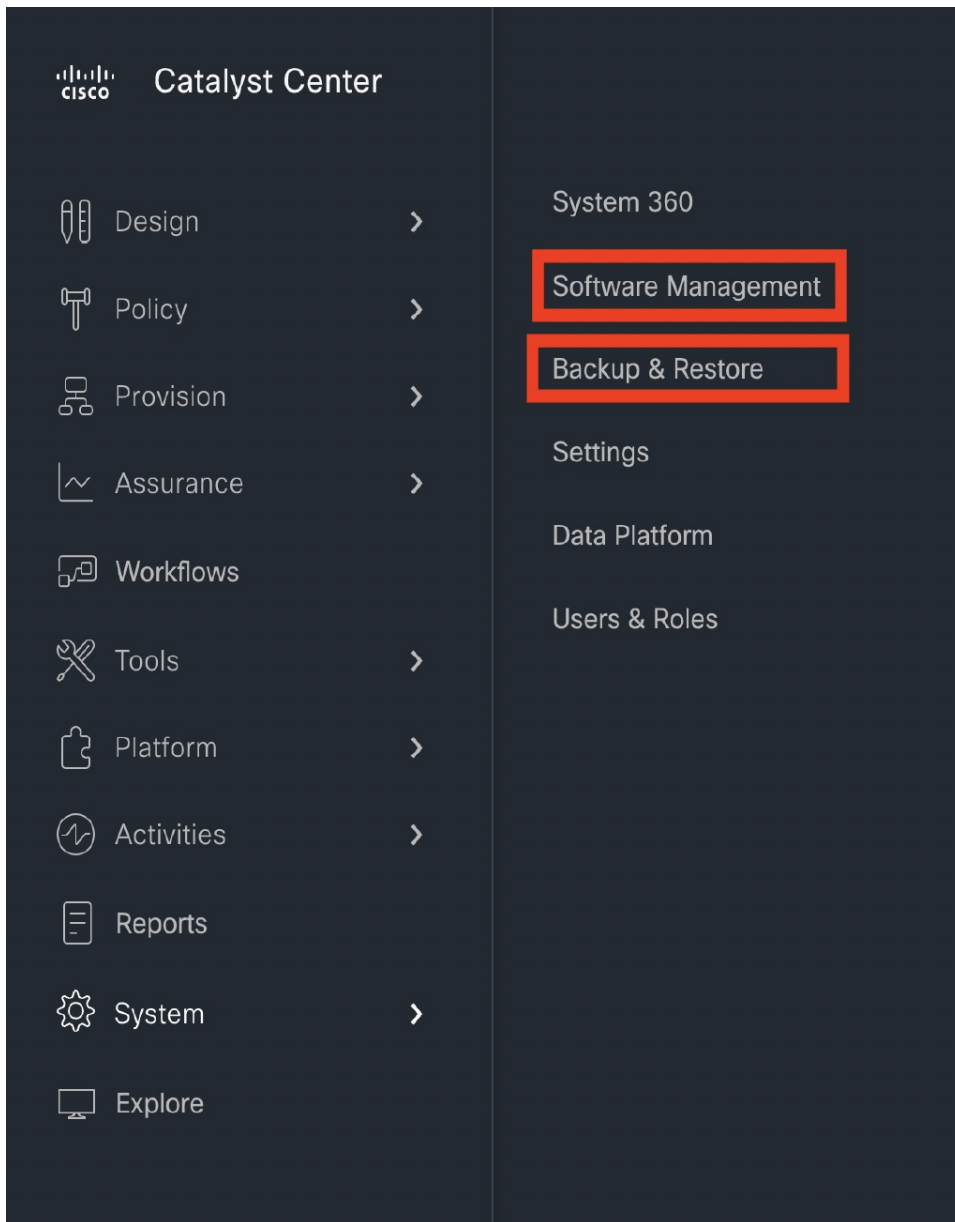 cisco Catalyst Center
Design
Policy
Provision
Assurance
Workflows
Tools
Platform
Activities
Reports
System
Explore
System 360
Software Management
Backup & Restore
Settings
Data Platform
Users & Roles